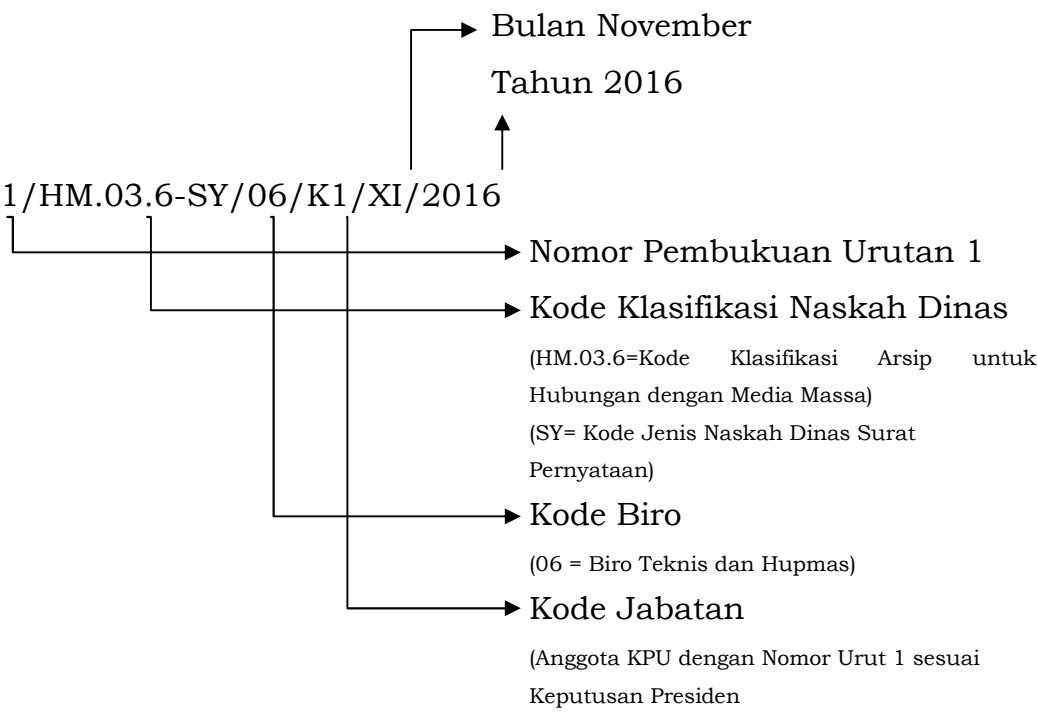 Bulan November
Tahun 2016
1/HM.03.6-SY/06/K1/XI/2016
Nomor Pembukuan Urutan 1
Kode Klasifikasi Naskah Dinas
(HM.03.6=Kode Klasifikasi Arsip untuk
Hubungan dengan Media Massa)
(SY= Kode Jenis Naskah Dinas Surat
Pernyataan)
Kode Biro
(06 = Biro Teknis dan Hupmas)
Kode Jabatan
(Anggota KPU dengan Nomor Urut 1 sesuai
Keputusan Presiden